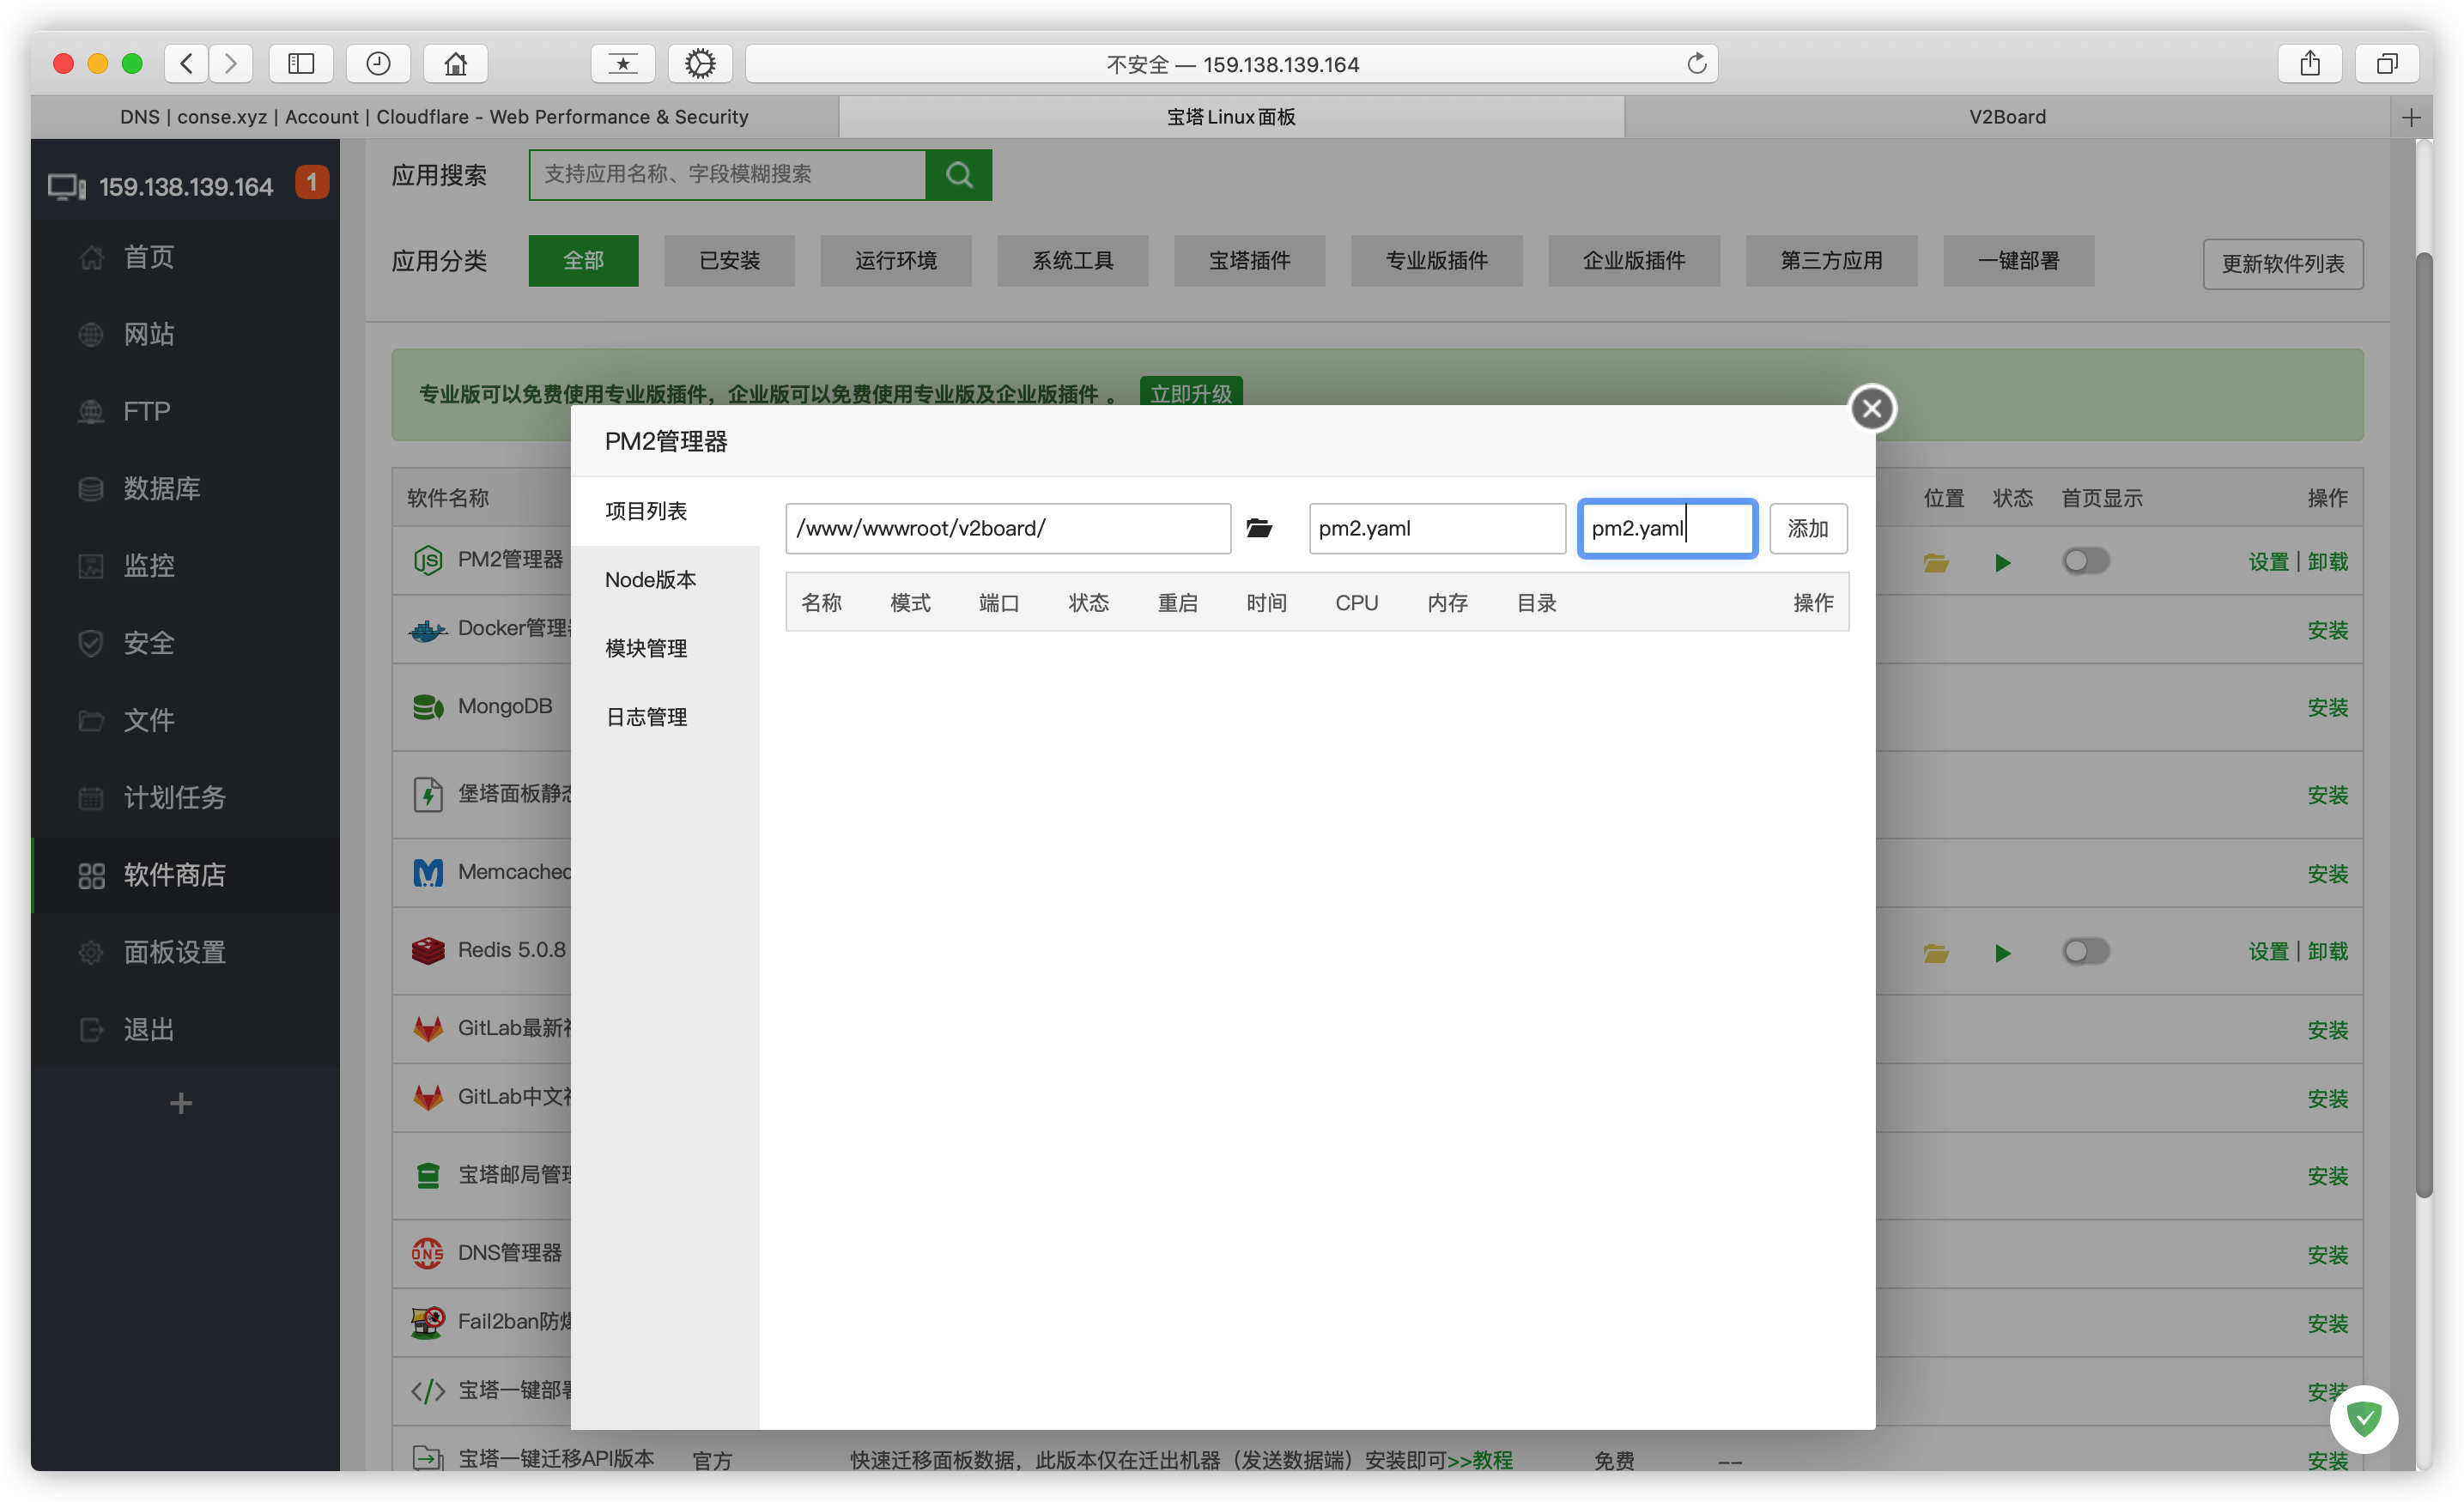 不安全 — 159.138.139.164
DNS | conse.xyz | Account | Cloudflare - Web Performance & Security
宝塔Linux面板
V2Board
159.138.139.164
1
首页
网站
FTP
数据库
监控
安全
文件
计划任务
软件商店
面板设置
退出
应用搜索
支持应用名称、字段模糊搜索
应用分类
全部 已安装 运行环境 系统工具 宝塔插件 专业版插件 企业版插件 第三方应用 一键部署
更新软件列表
专业版可以免费使用专业版插件，企业版可以免费使用专业版及企业版插件 。 立即升级
PM2管理器
项目列表
Node版本
模块管理
日志管理
/www/wwwroot/v2board/
pm2.yaml
pm2.yaml
添加
名称 模式 端口 状态 重启 时间 CPU 内存 目录 操作
软件名称 位置 状态 首页显示 操作
PM2管理器 设置 | 卸载
Docker管理 安装
MongoDB 安装
堡塔面板静态 安装
Memcached 安装
Redis 5.0.8 设置 | 卸载
GitLab最新 安装
GitLab中文 安装
宝塔邮局管理 安装
DNS管理器 安装
Fail2ban防爆 安装
宝塔一键部署 安装
宝塔一键迁移API版本 官方 快速迁移面板数据，此版本仅在迁出机器（发送数据端）安装即可>>教程 免费 -- 安装
DNS